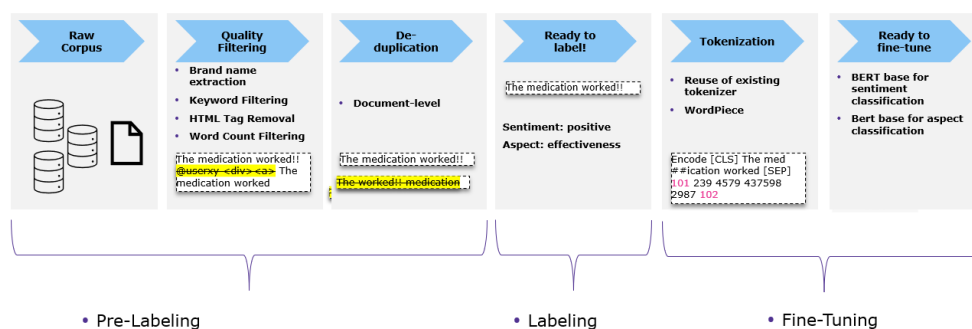 Raw
Corpus
Quality
Filtering
• Brand name
extraction
• Keyword Filtering
• HTML Tag Removal
• Word Count Filtering
The medication worked!!
@userxy <div> <a> The
medication worked
De-
duplication
• Document-level
The medication worked!!
The worked!! medication
Ready to
label!
The medication worked!!
Sentiment: positive
Aspect: effectiveness
Tokenization
• Reuse of existing
tokenizer
• WordPiece
Encode [CLS] The med
##ication worked [SEP]
101 239 4579 437598
2987 102
Ready to
fine-tune
• BERT base for
sentiment
classification
• Bert base for aspect
classification
• Pre-Labeling
• Labeling
• Fine-Tuning